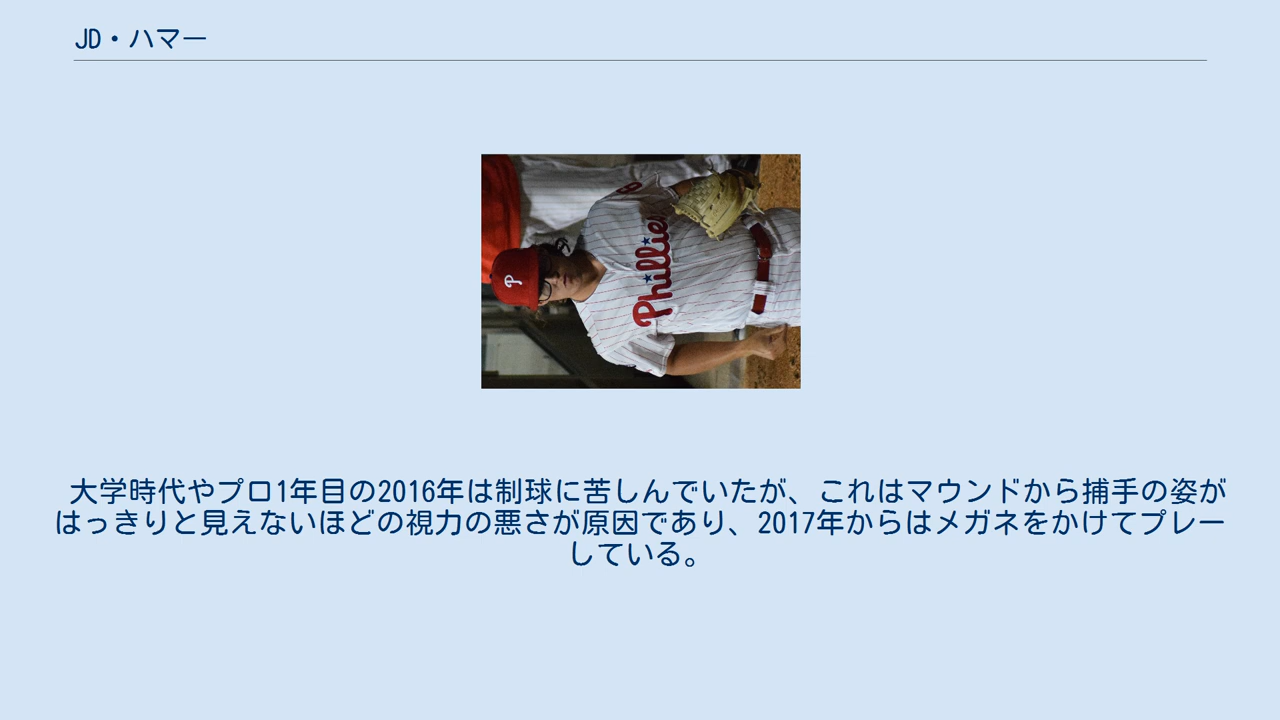 JD・ハマー
P
Phillies
大学時代やプロ1年目の2016年は制球に苦しんでいたが、これはマウンドから捕手の姿が
はっきりと見えないほどの視力の悪さが原因であり、2017年からはメガネをかけてプレー
している。